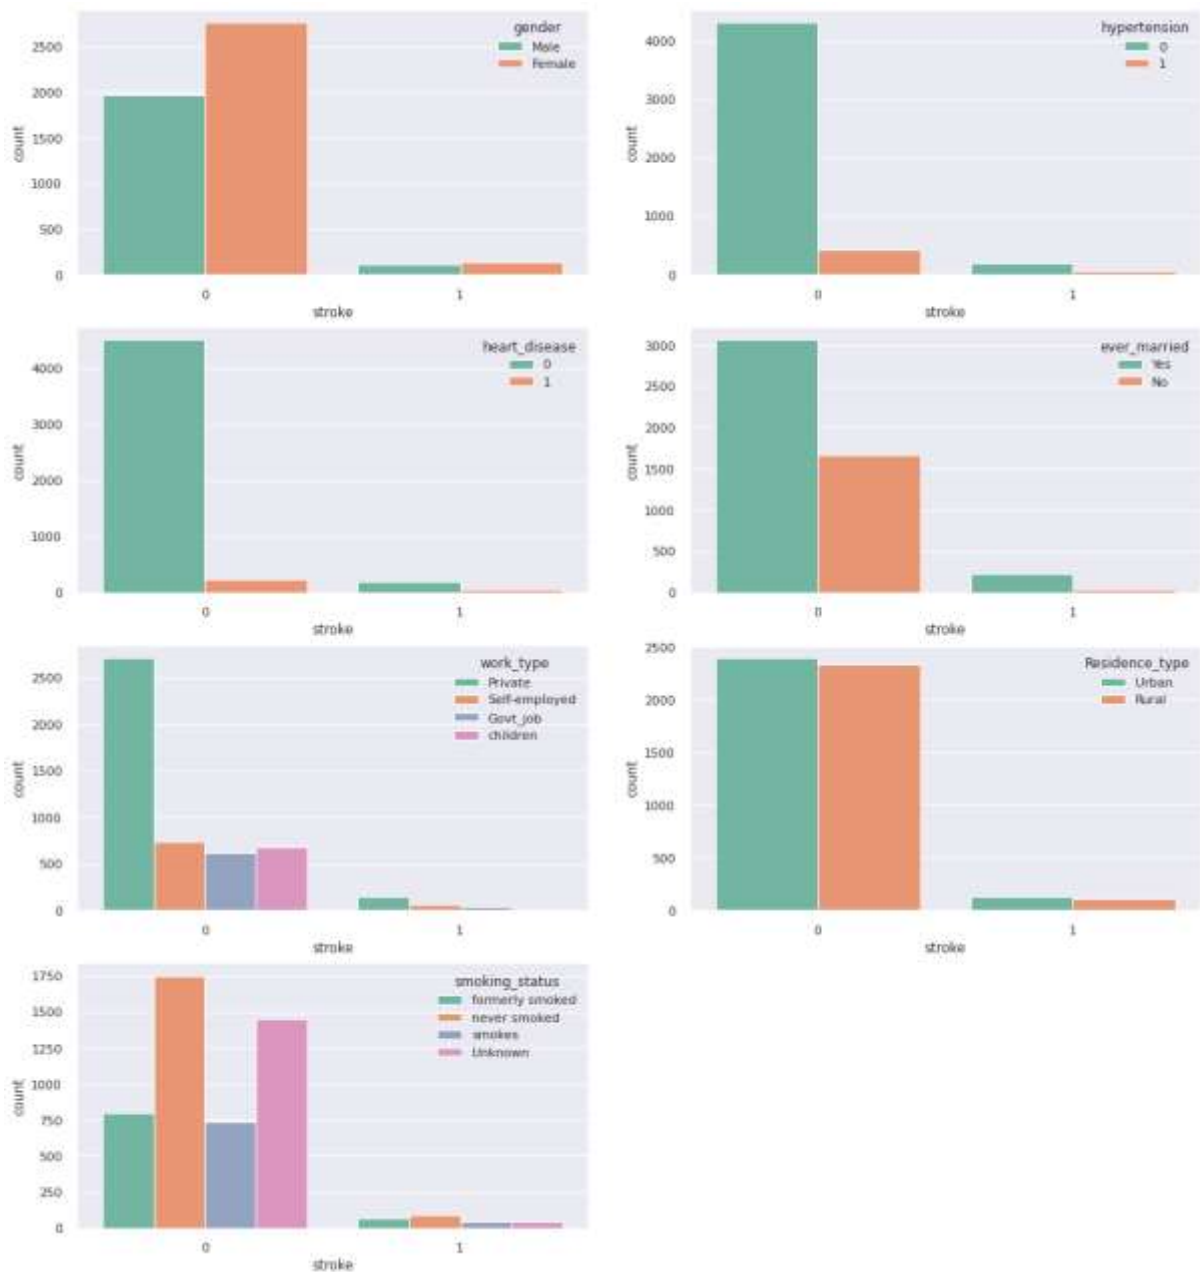 gender
Male
Female
2500
2000
1500
1000
500
0
count
0 1
stroke
hypertension
0
1
4000
3000
2000
1000
0
count
0 1
stroke
heart_disease
0
1
4000
3000
2000
1000
0
count
0 1
stroke
ever_married
Yes
No
3000
2500
2000
1500
1000
500
0
count
0 1
stroke
work_type
Private
Self-employed
Govt_job
children
2500
2000
1500
1000
500
0
count
0 1
stroke
Residence_type
Urban
Rural
2500
2000
1500
1000
500
0
count
0 1
stroke
smoking_status
formerly smoked
never smoked
smokes
Unknown
1750
1500
1250
1000
750
500
250
0
count
0 1
stroke